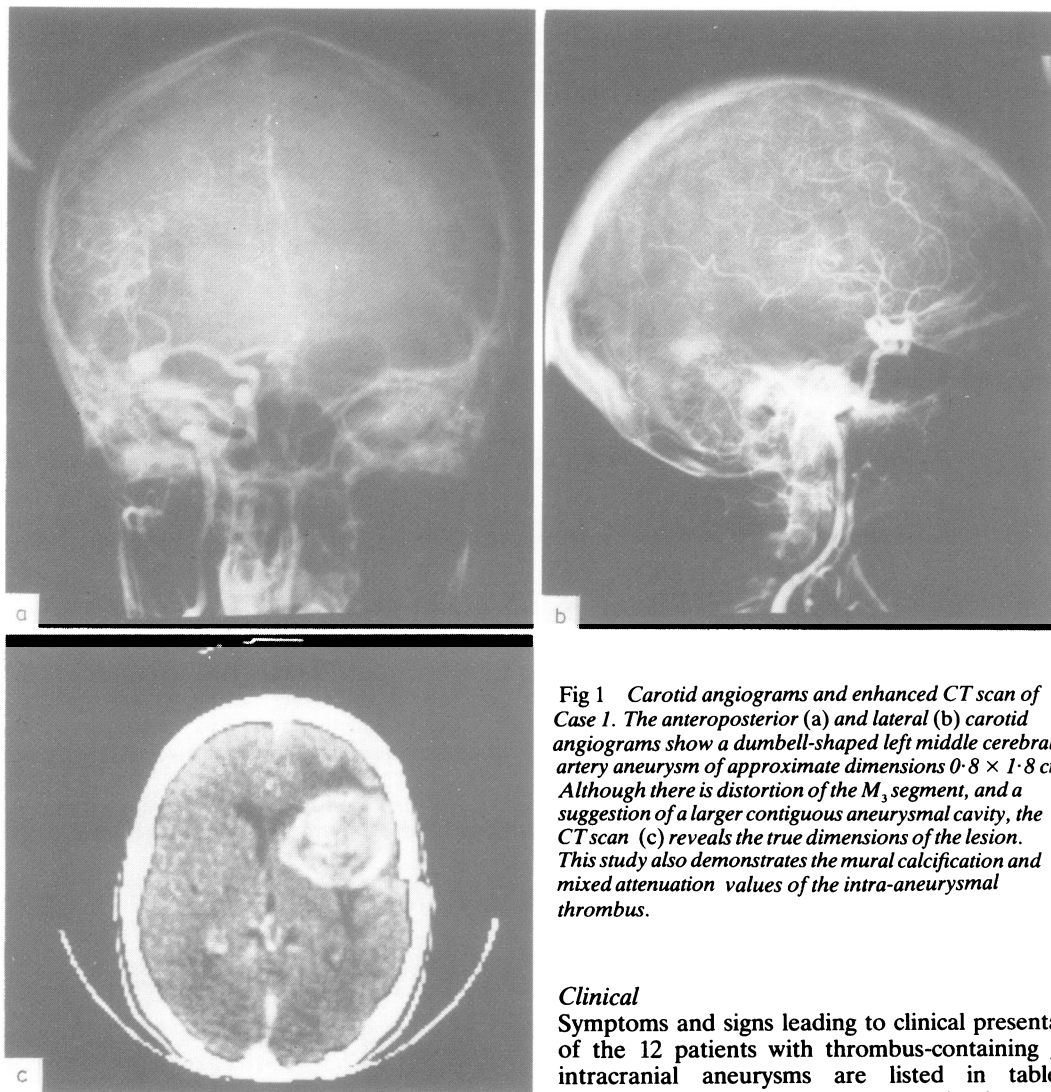 a
b
c
Fig 1 Carotid angiograms and enhanced CT scan of
Case 1. The anteroposterior (a) and lateral (b) carotid
angiograms show a dumbell-shaped left middle cerebral
artery aneurysm of approximate dimensions 0·8 × 1·8
Although there is distortion of the M₃ segment, and a
suggestion of a larger contiguous aneurysmal cavity, the
CT scan (c) reveals the true dimensions of the lesion.
This study also demonstrates the mural calcification and
mixed attenuation values of the intra-aneurysmal
thrombus.
Clinical
Symptoms and signs leading to clinical
of the 12 patients with thrombus-containing
intracranial aneurysms are listed in